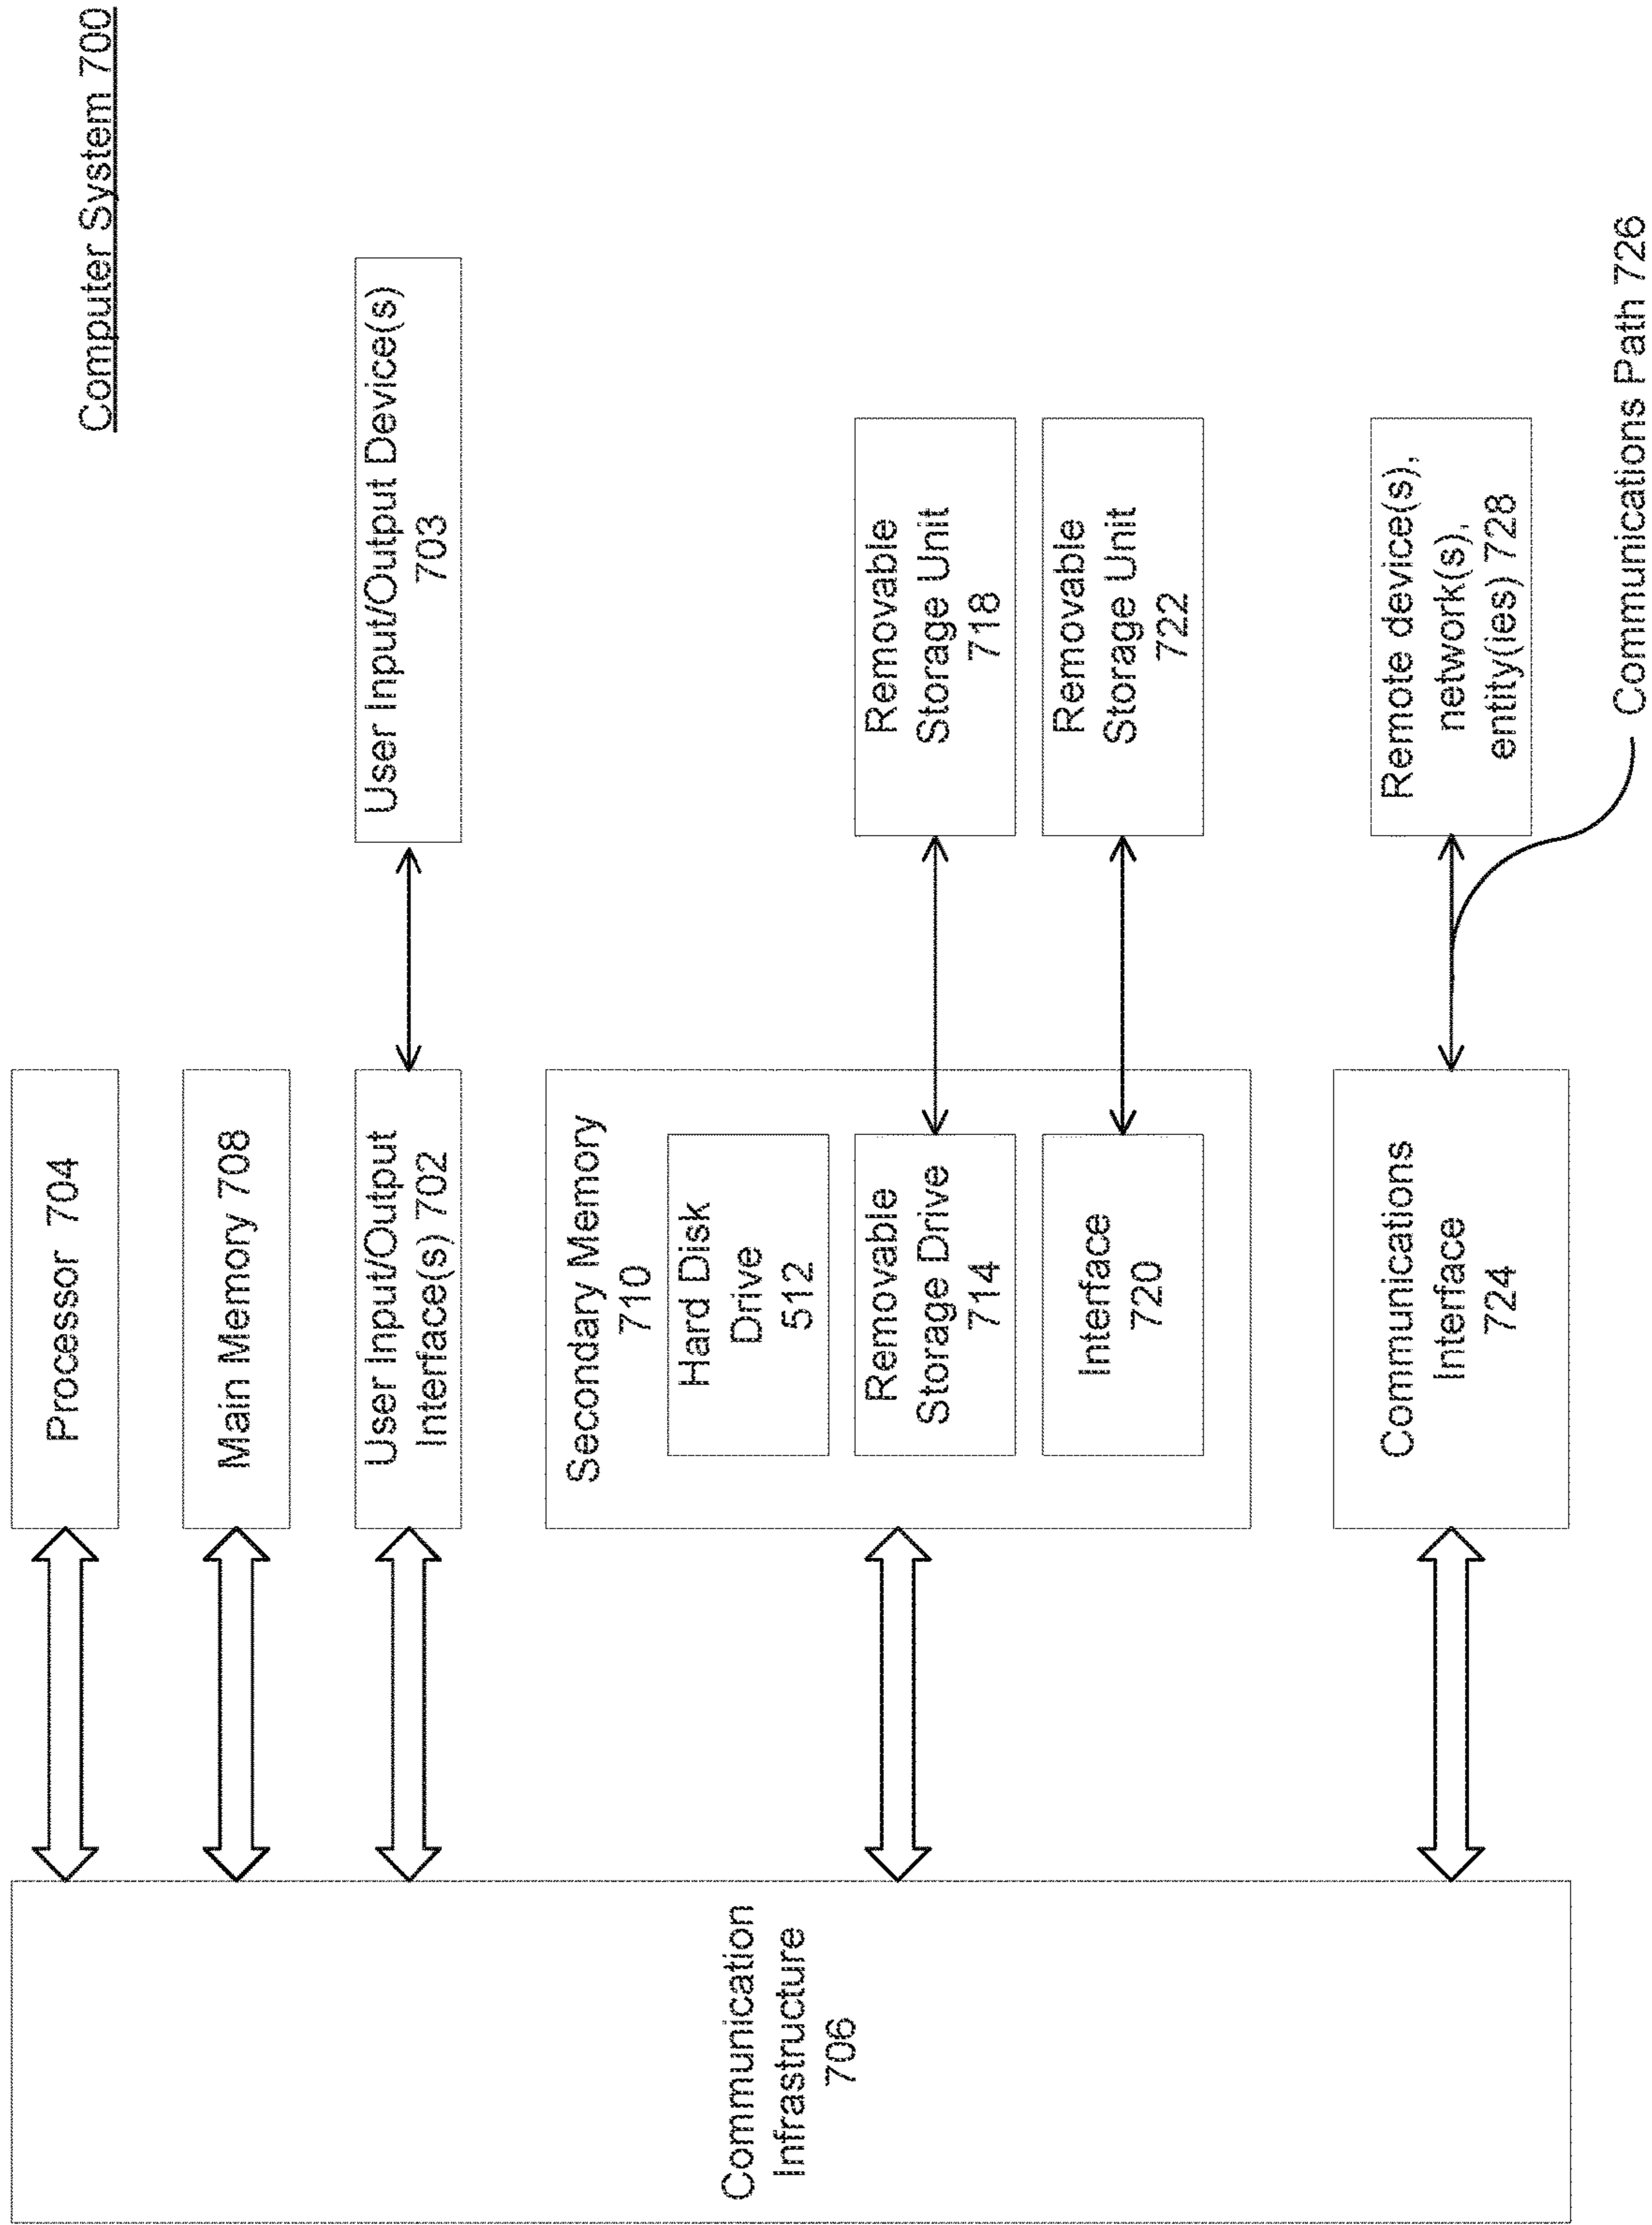 Computer System 700
Processor 704
Main Memory 708
User Input/Output
Interface(s) 702
User Input/Output Device(s)
703
Secondary Memory
710
Hard Disk
Drive
512
Removable
Storage Drive
714
Removable
Storage Unit
718
Interface
720
Removable
Storage Unit
722
Communications
Interface
724
Remote device(s),
network(s),
entity(ies) 728
Communications Path 726
Communication
Infrastructure
706